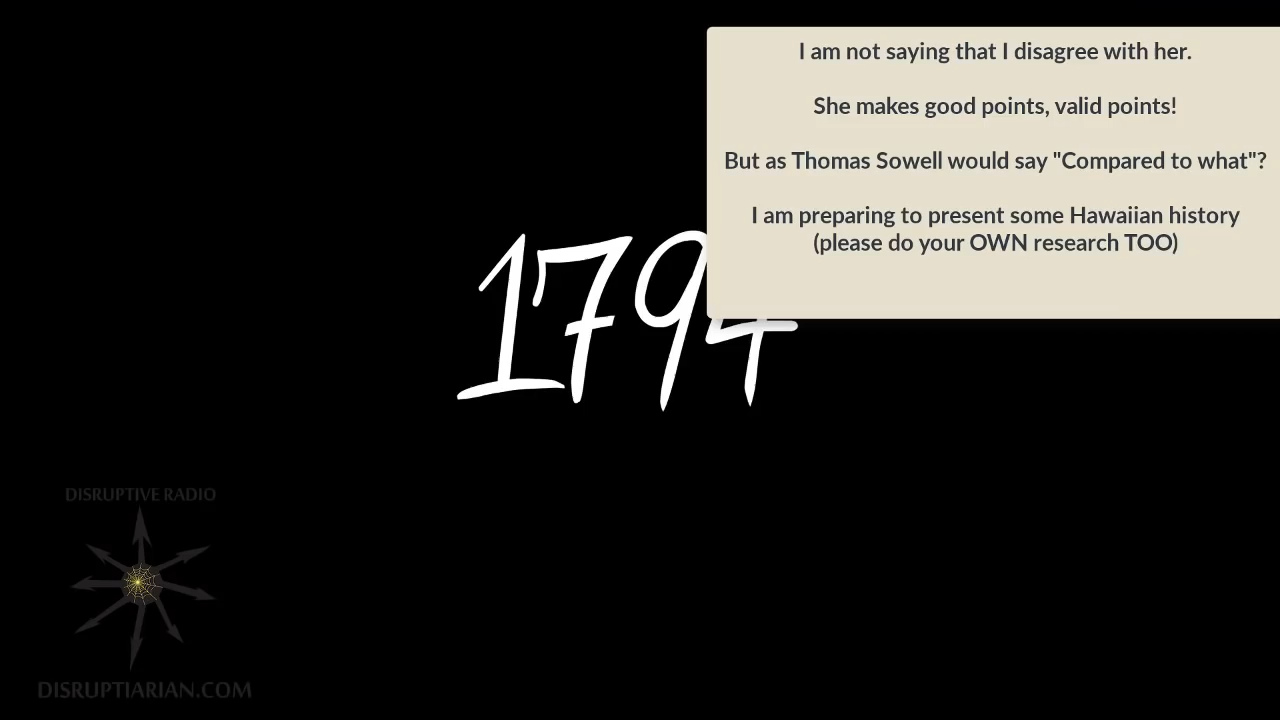 I am not saying that I disagree with her.
She makes good points, valid points!
But as Thomas Sowell would say "Compared to what"?
I am preparing to present some Hawaiian history
(please do your OWN research TOO)
1794
DISRUPTIVE RADIO
DISRUPTIARIAN.COM